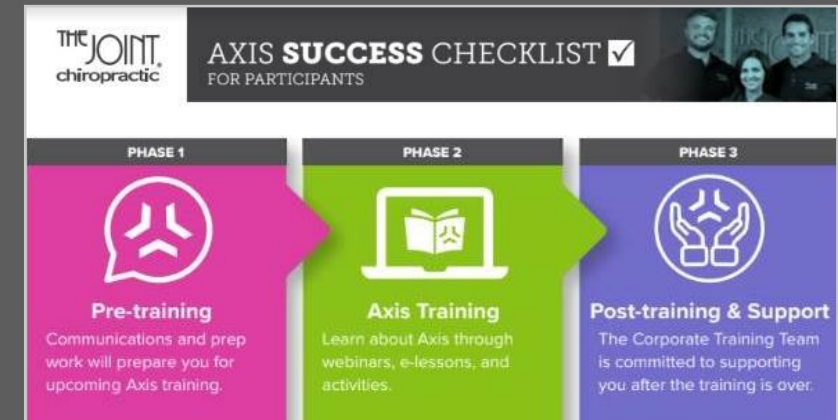 THE JOINT.
chiropractic
AXIS SUCCESS CHECKLIST
FOR PARTICIPANTS
PHASE 1
Pre-training
Communications and prep
work will prepare you for
upcoming Axis training.
PHASE 2
Axis Training
Learn about Axis through
webinars, e-lessons, and
activities.
PHASE 3
Post-training & Support
The Corporate Training Team
is committed to supporting
you after the training is over.